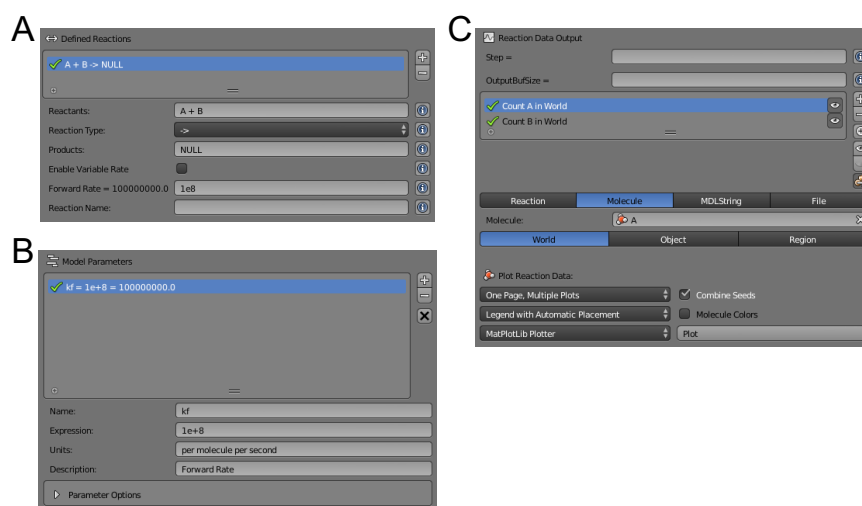 A
Defined Reactions
A + B -> NULL
Reactants: A + B
Reaction Type: ->
Products: NULL
Enable Variable Rate
Forward Rate = 100000000.0 1e8
Reaction Name:
B
Model Parameters
kf = 1e+8 = 100000000.0
Name: kf
Expression: 1e+8
Units: per molecule per second
Description: Forward Rate
Parameter Options
C
Reaction Data Output
Step =
OutputBufSize =
Count A in World
Count B in World
Reaction Molecule MDLString File
Molecule: A
World Object Region
Plot Reaction Data:
One Page, Multiple Plots Combine Seeds
Legend with Automatic Placement Molecule Colors
MatPlotLib Plotter Plot